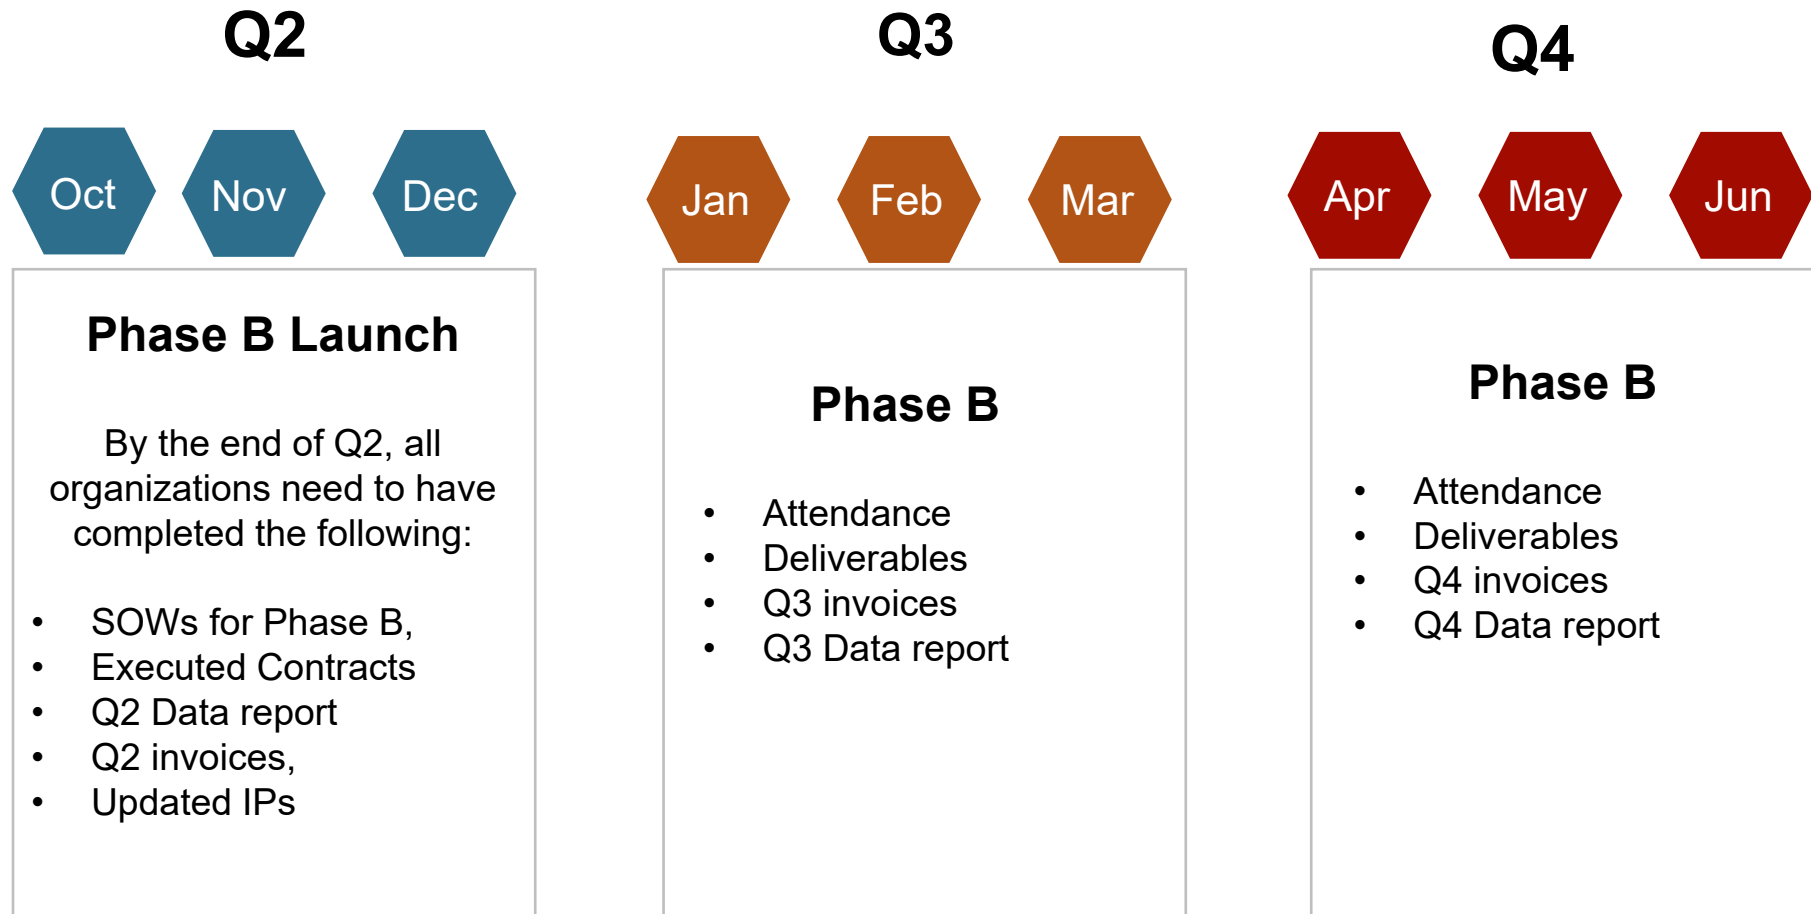 Q2
Oct
Nov
Dec
Phase B Launch
By the end of Q2, all
organizations need to have
completed the following:
• SOWs for Phase B,
• Executed Contracts
• Q2 Data report
• Q2 invoices,
• Updated IPs
Q3
Jan
Feb
Mar
Phase B
• Attendance
• Deliverables
• Q3 invoices
• Q3 Data report
Q4
Apr
May
Jun
Phase B
• Attendance
• Deliverables
• Q4 invoices
• Q4 Data report